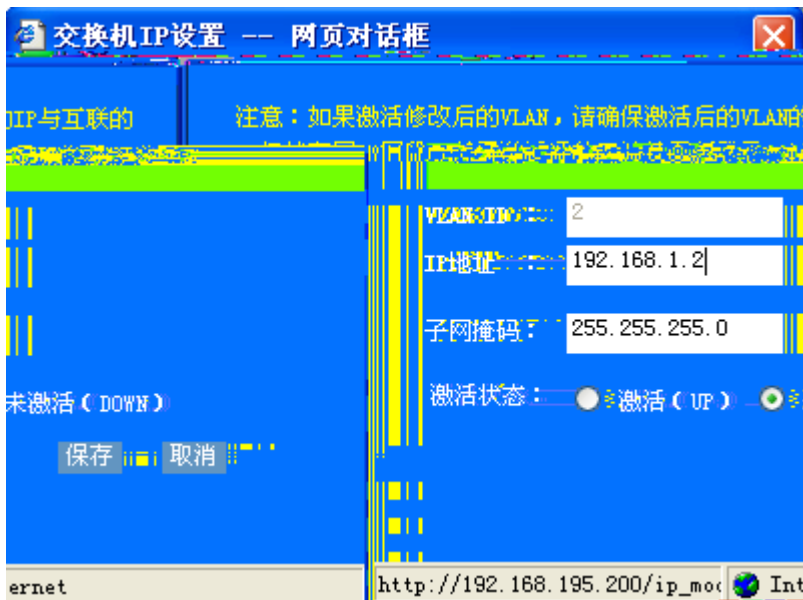 交换机IP设置 -- 网页对话框
IP与互联的
注意：如果激活修改后的VLAN，请确保激活后的VLAN的
2
IP地址
192.168.1.2
子网掩码：
255.255.255.0
激活状态：
激活（UP）
未激活（DOWN）
保存
取消
ernet
http://192.168.195.200/ip_mo
Int